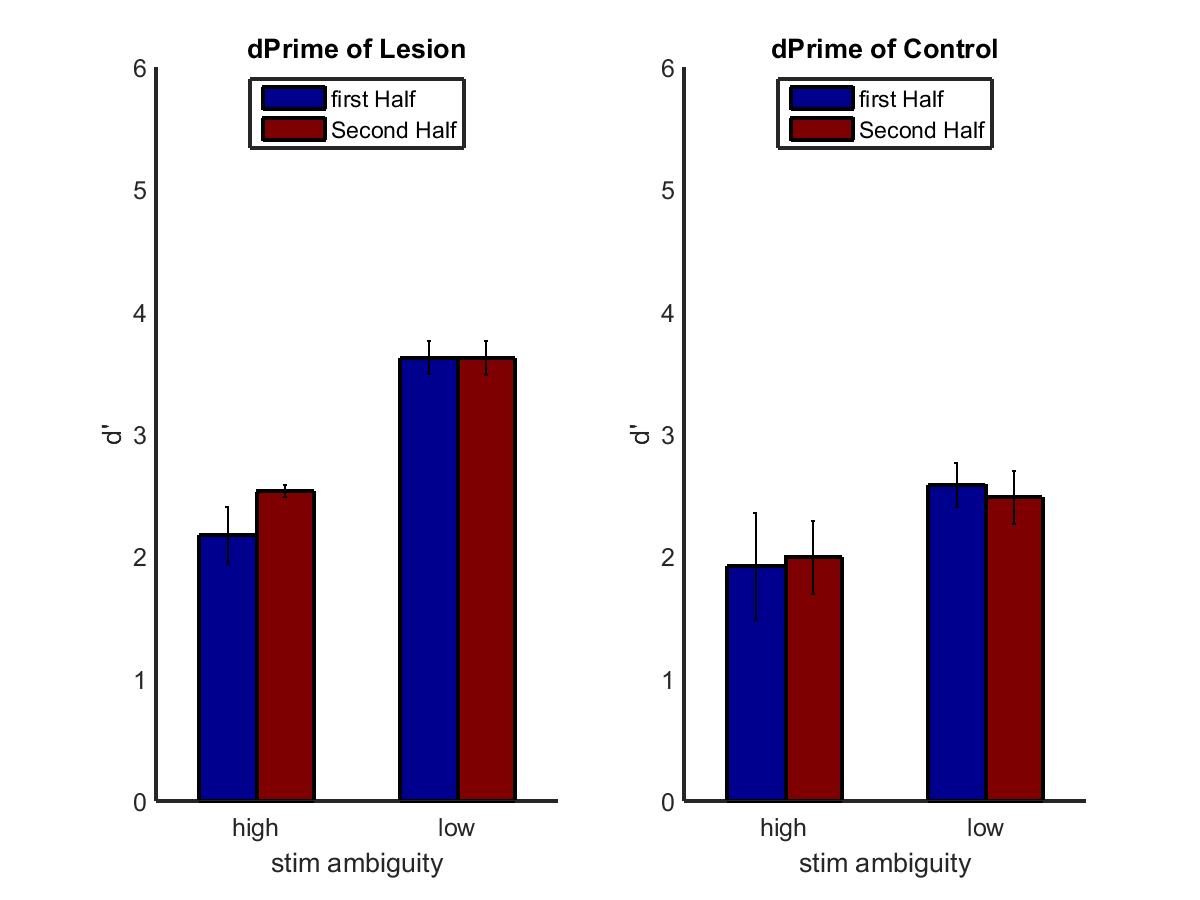 dPrime of Lesion
first Half
Second Half
6
5
4
3
2
1
0
d'
high
low
stim ambiguity
dPrime of Control
first Half
Second Half
6
5
4
3
2
1
0
d'
high
low
stim ambiguity